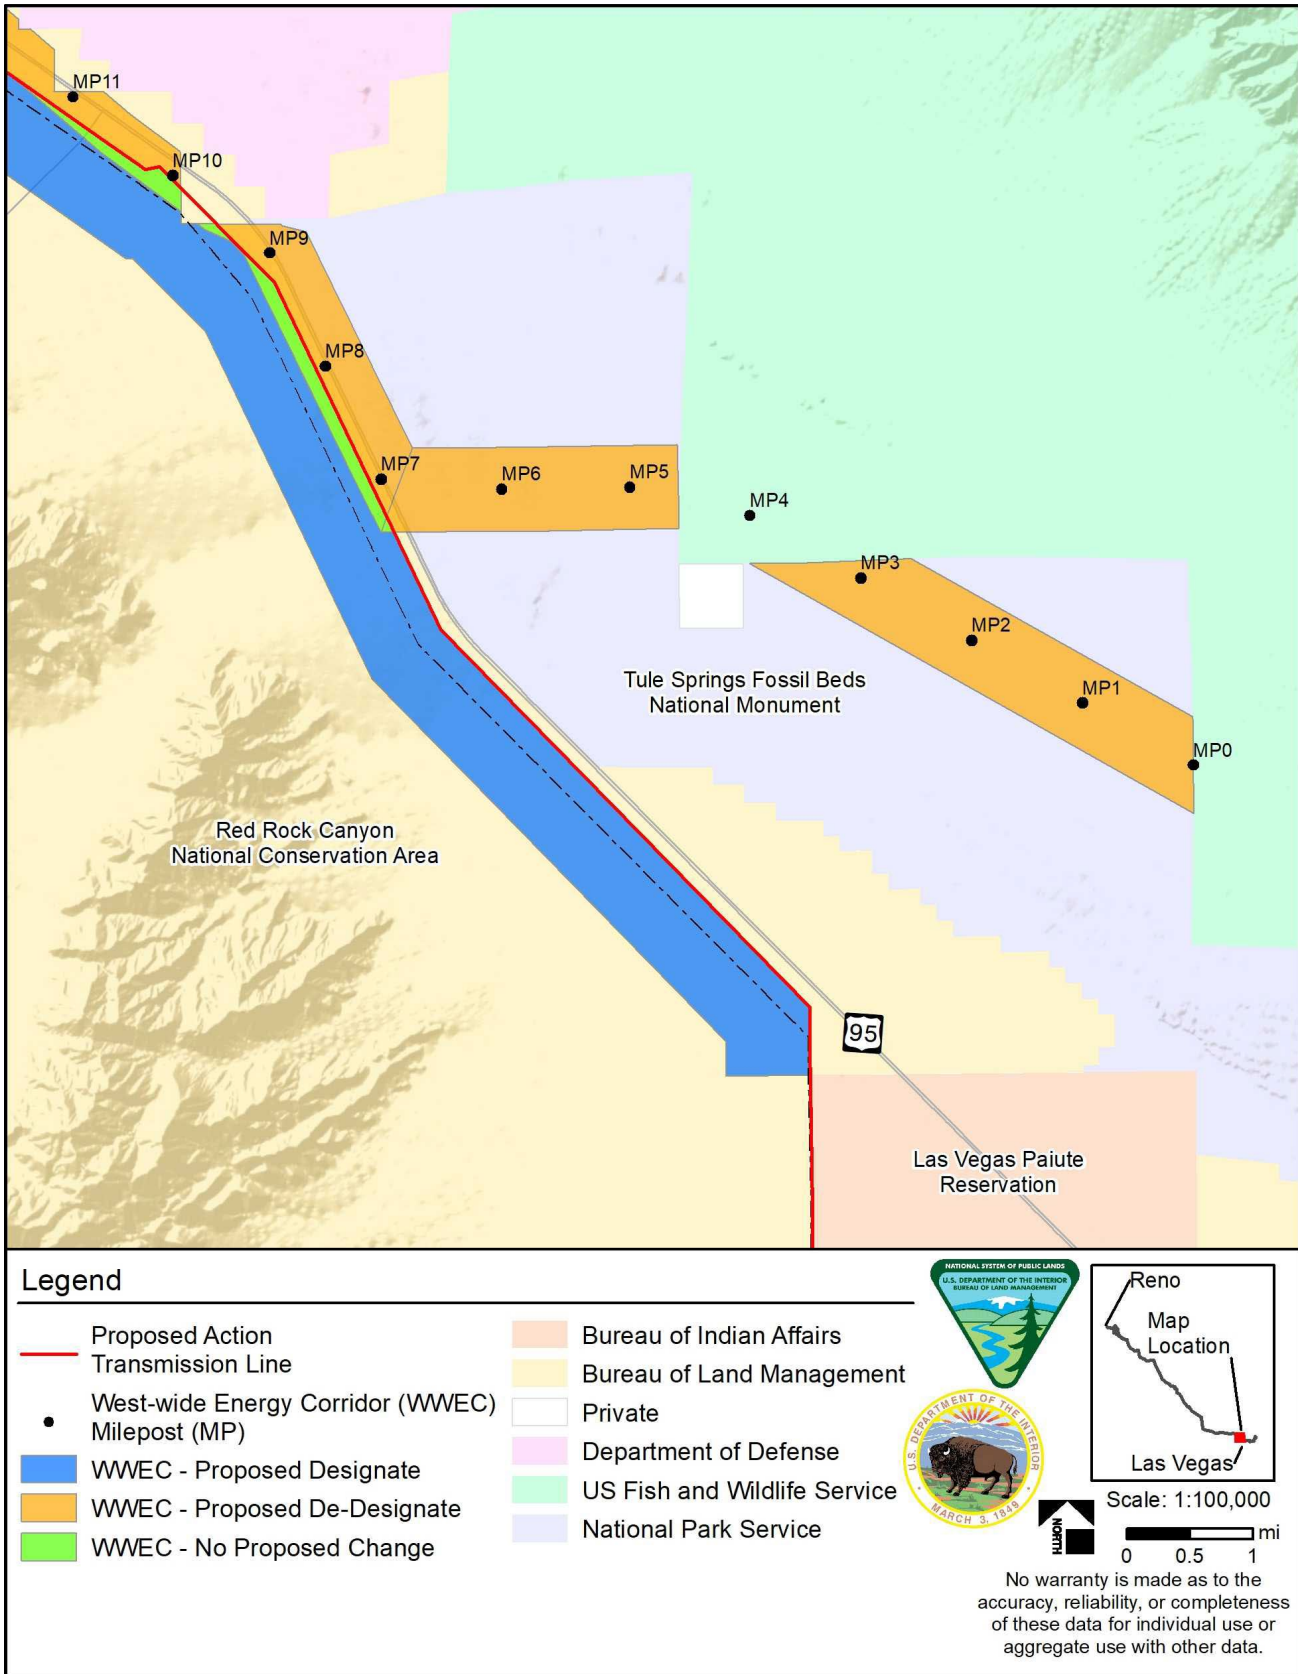 MP11
MP10
MP9
MP8
MP7
MP6
MP5
MP4
MP3
MP2
MP1
MP0
Tule Springs Fossil Beds
National Monument
Red Rock Canyon
National Conservation Area
95
Las Vegas Paiute
Reservation
Legend
Proposed Action
Transmission Line
West-wide Energy Corridor (WWEC)
Milepost (MP)
WWEC - Proposed Designate
WWEC - Proposed De-Designate
WWEC - No Proposed Change
Bureau of Indian Affairs
Bureau of Land Management
Private
Department of Defense
US Fish and Wildlife Service
National Park Service
NATIONAL SYSTEM OF PUBLIC LANDS
U.S. DEPARTMENT OF THE INTERIOR
BUREAU OF LAND MANAGEMENT
U.S. DEPARTMENT OF THE INTERIOR
MARCH 3, 1849
Reno
Map
Location
Las Vegas
Scale: 1:100,000
NORTH
mi
0 0.5 1
No warranty is made as to the
accuracy, reliability, or completeness
of these data for individual use or
aggregate use with other data.